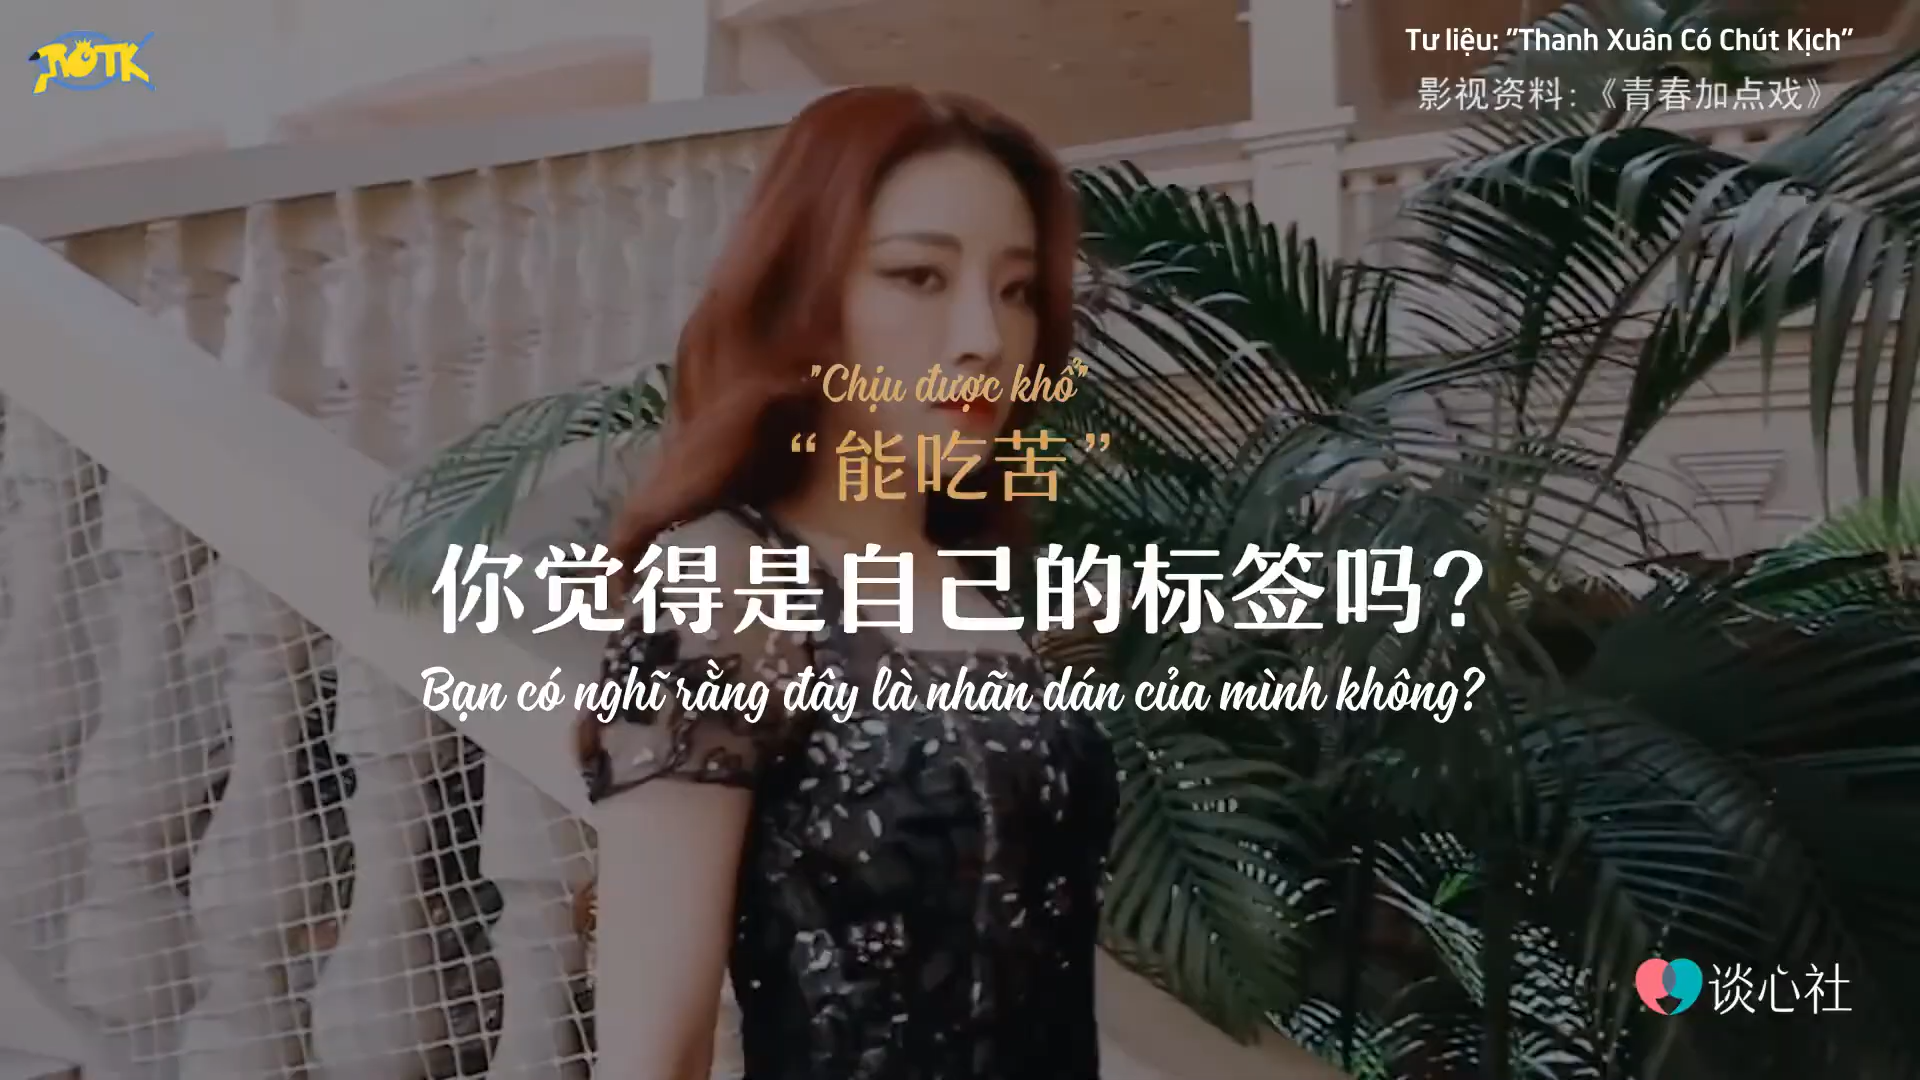 ROTK
Tư liệu: "Thanh Xuân Có Chút Kịch"
影视资料:《青春加点戏》
"Chịu được khổ"
“能吃苦”
你觉得是自己的标签吗?
Bạn có nghĩ rằng đây là nhãn dán của mình không?
谈心社